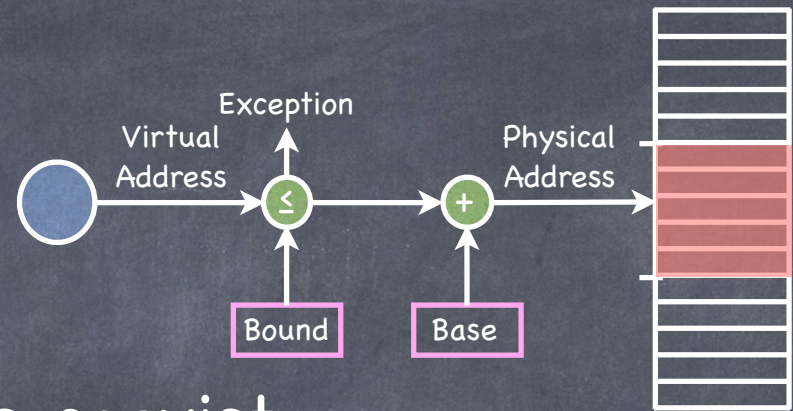 Exception
Virtual
Address
Physical
Address
≤
+
Bound
Base